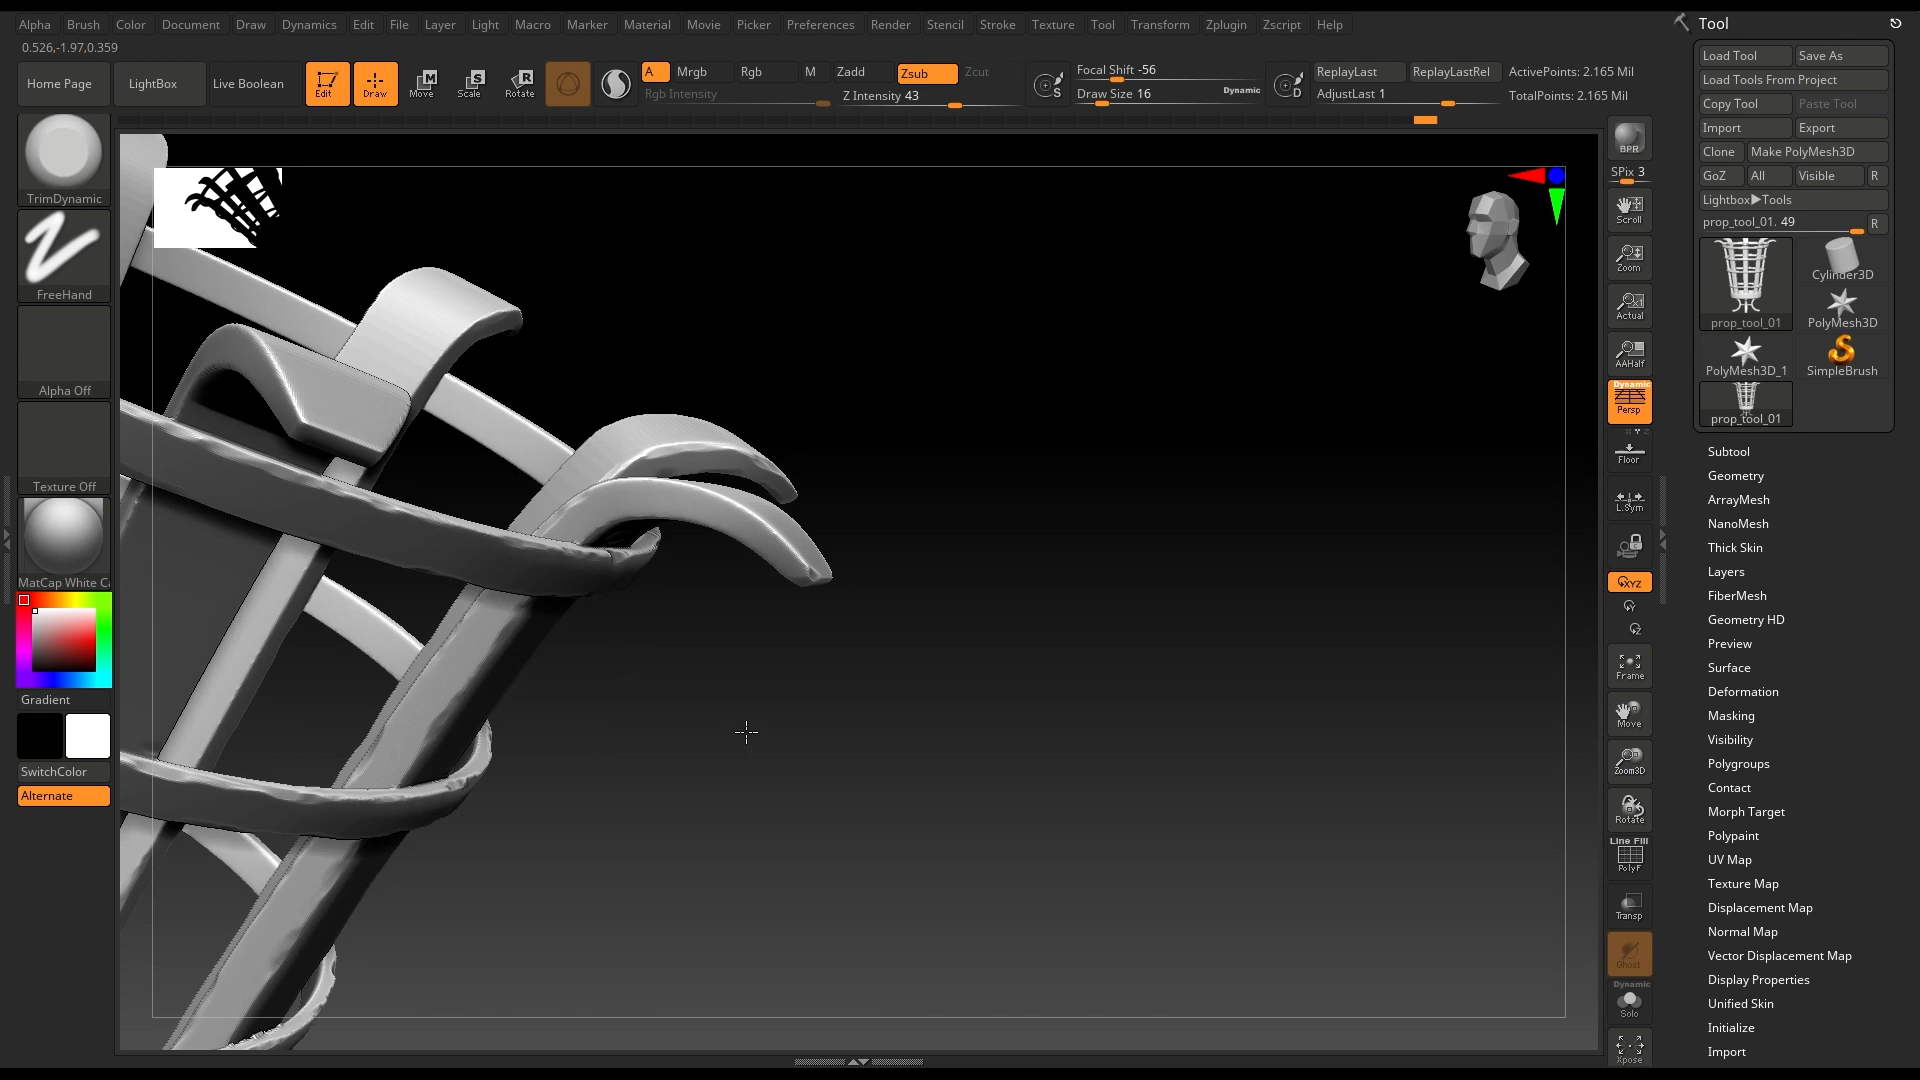 Alpha Brush Color Document Draw Dynamics Edit File Layer Light Macro Marker Material Movie Picker Preferences Render Stencil Stroke Texture Tool Transform Zplugin Zscript Help
0.526,-1.97,0.359
Home Page
LightBox
Live Boolean
Edit
Draw
M
Move
S
Scale
R
Rotate
A Mrgb Rgb M Zadd Zsub Zcut
Rgb Intensity Z Intensity 43
S
Focal Shift -56
Draw Size 16 Dynamic
D
ReplayLast ReplayLastRel ActivePoints: 2.165 Mil
AdjustLast 1 TotalPoints: 2.165 Mil
TrimDynamic
FreeHand
Alpha Off
Texture Off
MatCap White C
Gradient
SwitchColor
Alternate
BPR
SPix 3
Scroll
Zoom
Actual
AAHalf
Dynamic
Persp
Floor
L.Sym
XYZ
Y
Z
Frame
Move
Zoom3D
Rotate
Line Fill
PolyF
Transp
Ghost
Dynamic
Solo
Xpose
Tool
Load Tool Save As
Load Tools From Project
Copy Tool Paste Tool
Import Export
Clone Make PolyMesh3D
GoZ All Visible R
Lightbox▶Tools
prop_tool_01. 49 R
prop_tool_01
Cylinder3D
PolyMesh3D
PolyMesh3D_1
SimpleBrush
prop_tool_01
Subtool
Geometry
ArrayMesh
NanoMesh
Thick Skin
Layers
FiberMesh
Geometry HD
Preview
Surface
Deformation
Masking
Visibility
Polygroups
Contact
Morph Target
Polypaint
UV Map
Texture Map
Displacement Map
Normal Map
Vector Displacement Map
Display Properties
Unified Skin
Initialize
Import